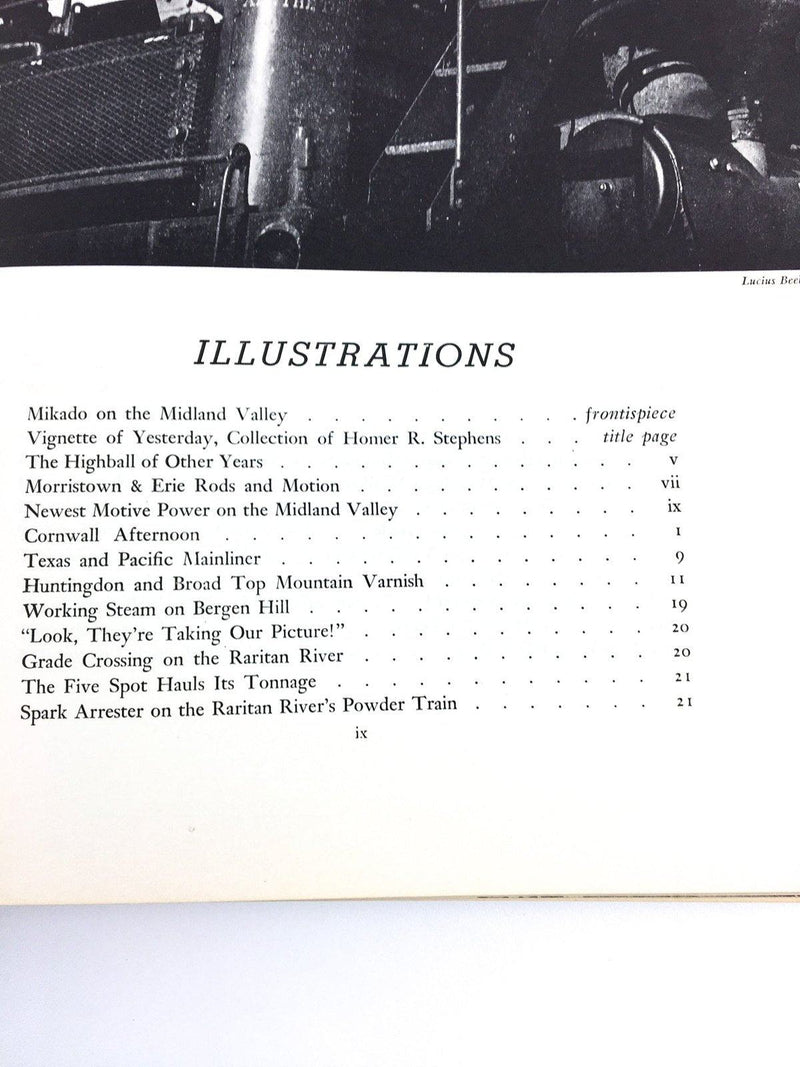 Lucius
ILLUSTRATIONS
Mikado on the Midland Valley . . . . . . . . . . . frontispiece
Vignette of Yesterday, Collection of Homer R. Stephens . . . title page
The Highball of Other Years . . . . . . . . . . . . . . v
Morristown & Erie Rods and Motion . . . . . . . . . . . vii
Newest Motive Power on the Midland Valley . . . . . . . . . ix
Cornwall Afternoon . . . . . . . . . . . . . . . . 1
Texas and Pacific Mainliner . . . . . . . . . . . . . . 9
Huntingdon and Broad Top Mountain Varnish . . . . . . . . 11
Working Steam on Bergen Hill . . . . . . . . . . . . . 19
“Look, They’re Taking Our Picture!” . . . . . . . . . . . 20
Grade Crossing on the Raritan River . . . . . . . . . . . 20
The Five Spot Hauls Its Tonnage . . . . . . . . . . . . 21
Spark Arrester on the Raritan River’s Powder Train . . . . . . . 21
ix